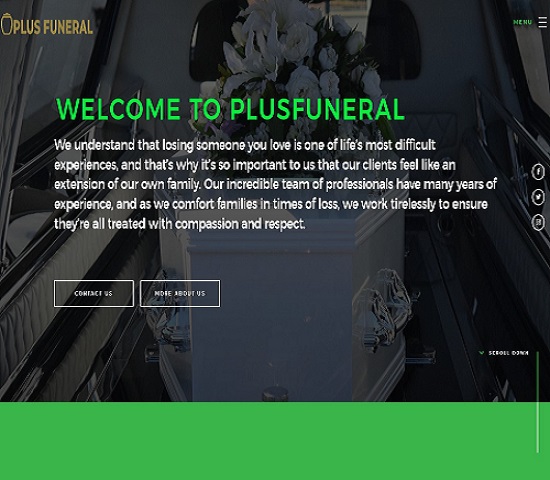 PLUS FUNERAL
MENU
WELCOME TO PLUSFUNERAL
We understand that losing someone you love is one of life's most difficult
experiences, and that's why it's so important to us that our clients feel like an
extension of our own family. Our incredible team of professionals have many years of
experience, and as we comfort families in times of loss, we work tirelessly to ensure
they're all treated with compassion and respect.
CONTACT US
MORE ABOUT US
SCROLL DOWN